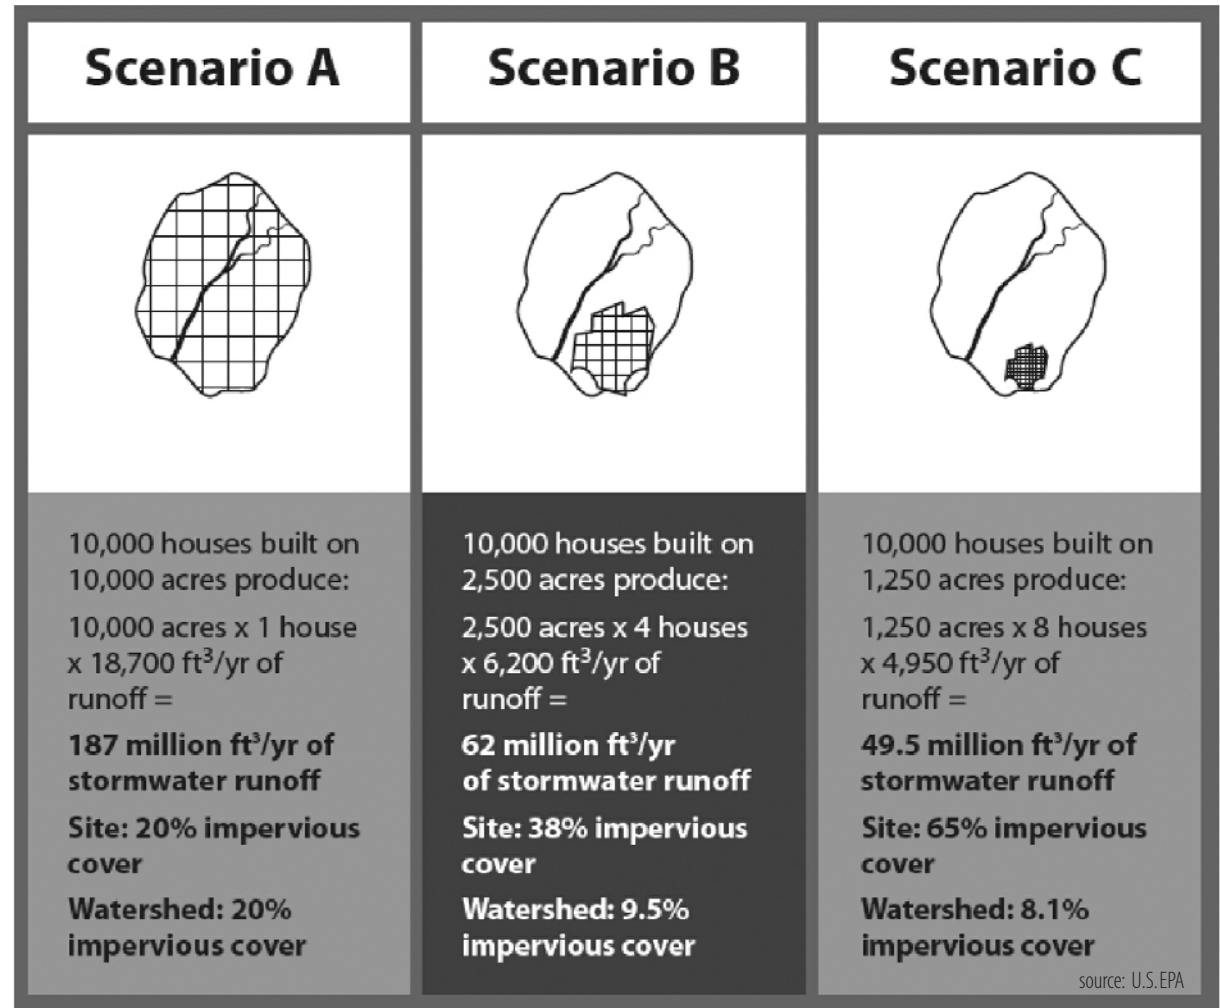 Scenario A
Scenario B
Scenario C
10,000 houses built on
10,000 acres produce:
10,000 acres x 1 house
x 18,700 ft³/yr of
runoff =
187 million ft³/yr of
stormwater runoff
Site: 20% impervious
cover
Watershed: 20%
impervious cover
10,000 houses built on
2,500 acres produce:
2,500 acres x 4 houses
x 6,200 ft³/yr of
runoff =
62 million ft³/yr
of stormwater runoff
Site: 38% impervious
cover
Watershed: 9.5%
impervious cover
10,000 houses built on
1,250 acres produce:
1,250 acres x 8 houses
x 4,950 ft³/yr of
runoff =
49.5 million ft³/yr of
stormwater runoff
Site: 65% impervious
cover
Watershed: 8.1%
impervious cover
source: U.S.EPA